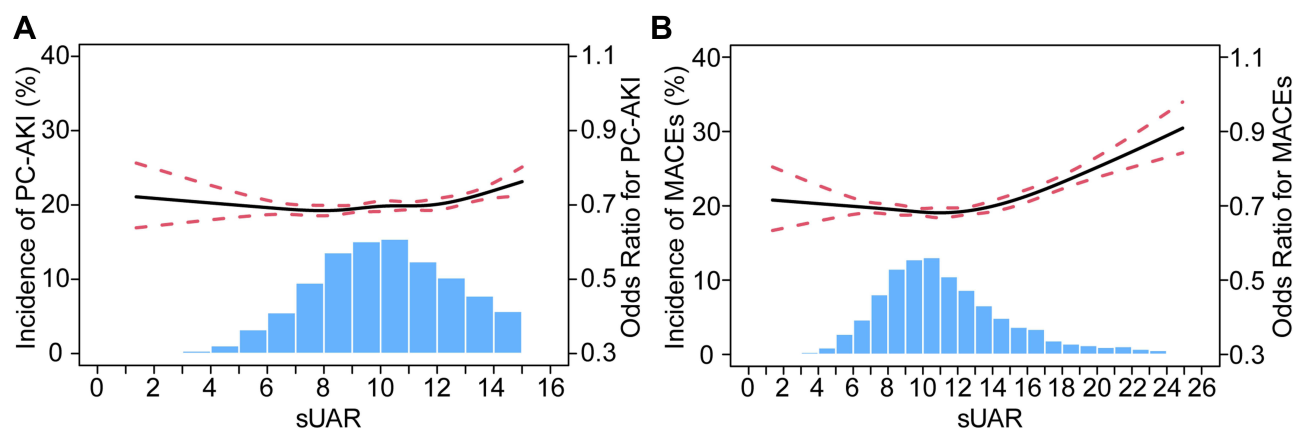 A
Incidence of PC-AKI (%)
40
30
20
10
0
1.1
0.9
0.7
0.5
0.3
Odds Ratio for PC-AKI
0 2 4 6 8 10 12 14 16
sUAR
B
Incidence of MACEs (%)
40
30
20
10
0
1.1
0.9
0.7
0.5
0.3
Odds Ratio for MACEs
0 2 4 6 8 10 12 14 16 18 20 22 24 26
sUAR